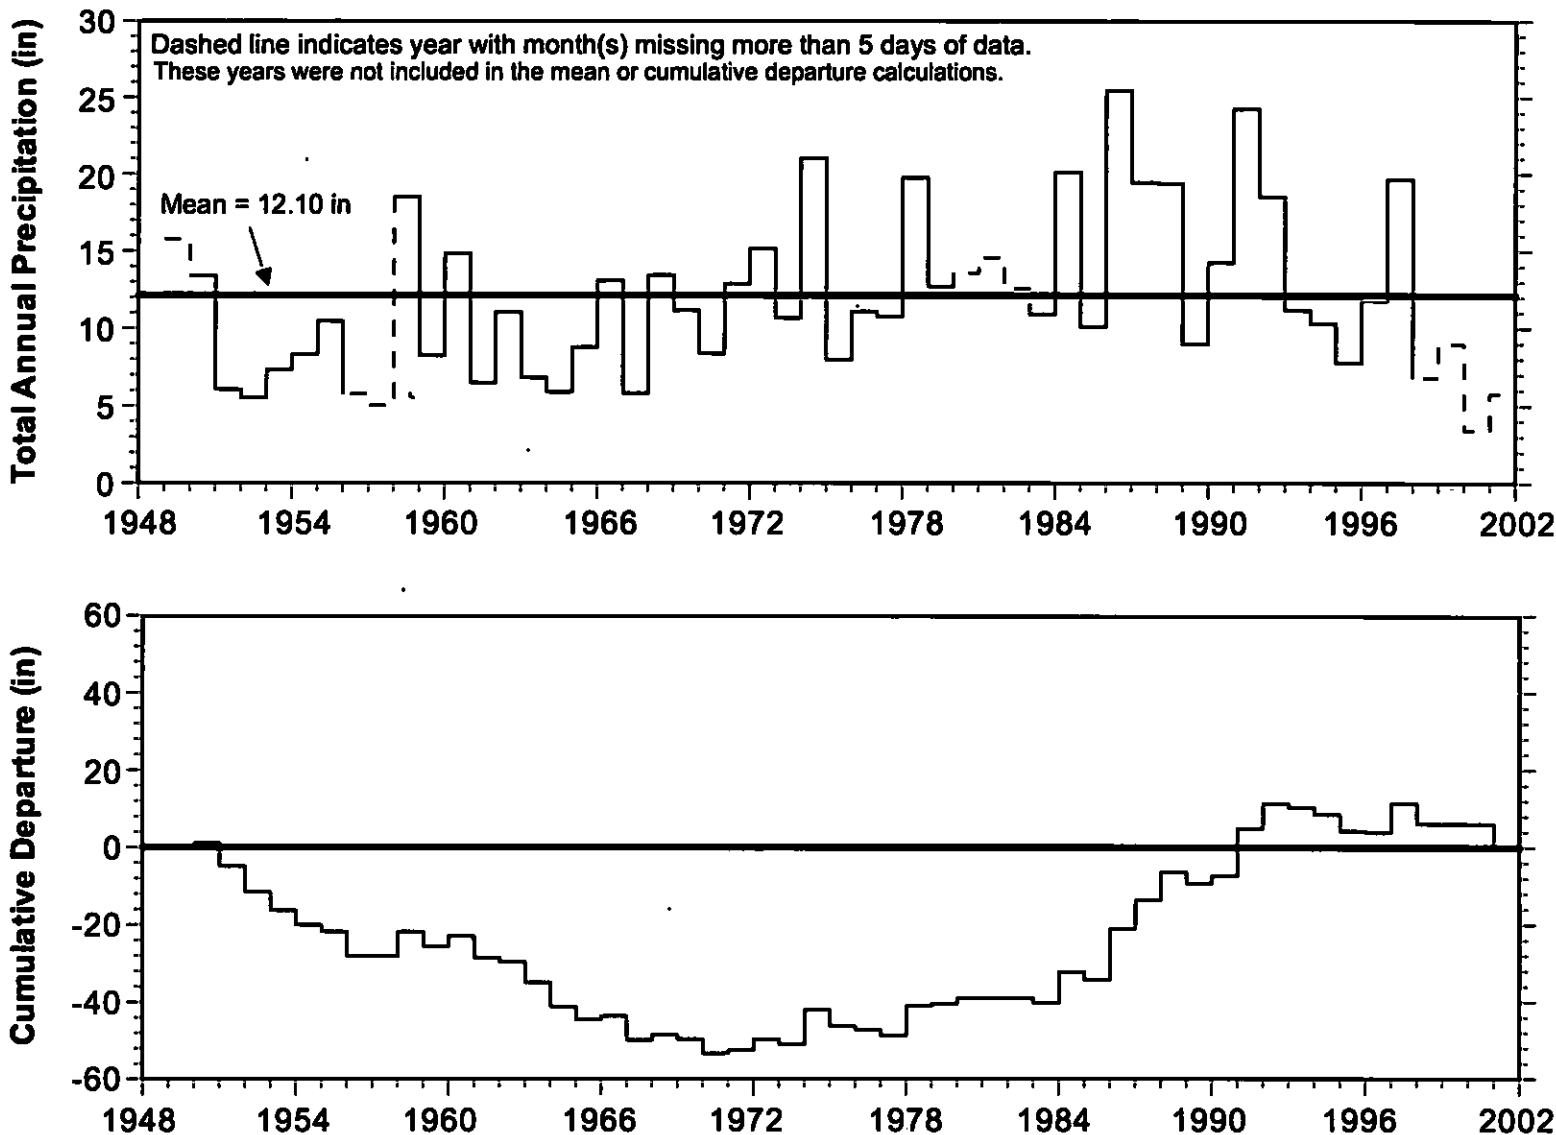 Total Annual Precipitation (in)
30
25
20
15
10
5
0
Dashed line indicates year with month(s) missing more than 5 days of data.
These years were not included in the mean or cumulative departure calculations.
Mean = 12.10 in
1948 1954 1960 1966 1972 1978 1984 1990 1996 2002
Cumulative Departure (in)
60
40
20
0
-20
-40
-60
1948 1954 1960 1966 1972 1978 1984 1990 1996 2002